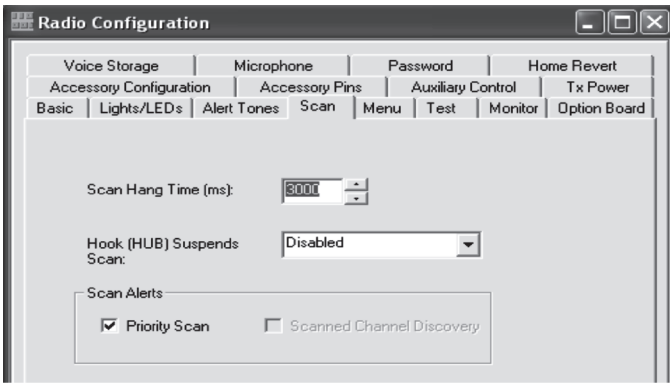 Radio Configuration
Voice Storage Microphone Password Home Revert
Accessory Configuration Accessory Pins Auxiliary Control Tx Power
Basic Lights/LEDs Alert Tones Scan Menu Test Monitor Option Board
Scan Hang Time (ms): 3000
Hook (HUB) Suspends Scan: Disabled
Scan Alerts
Priority Scan Scanned Channel Discovery